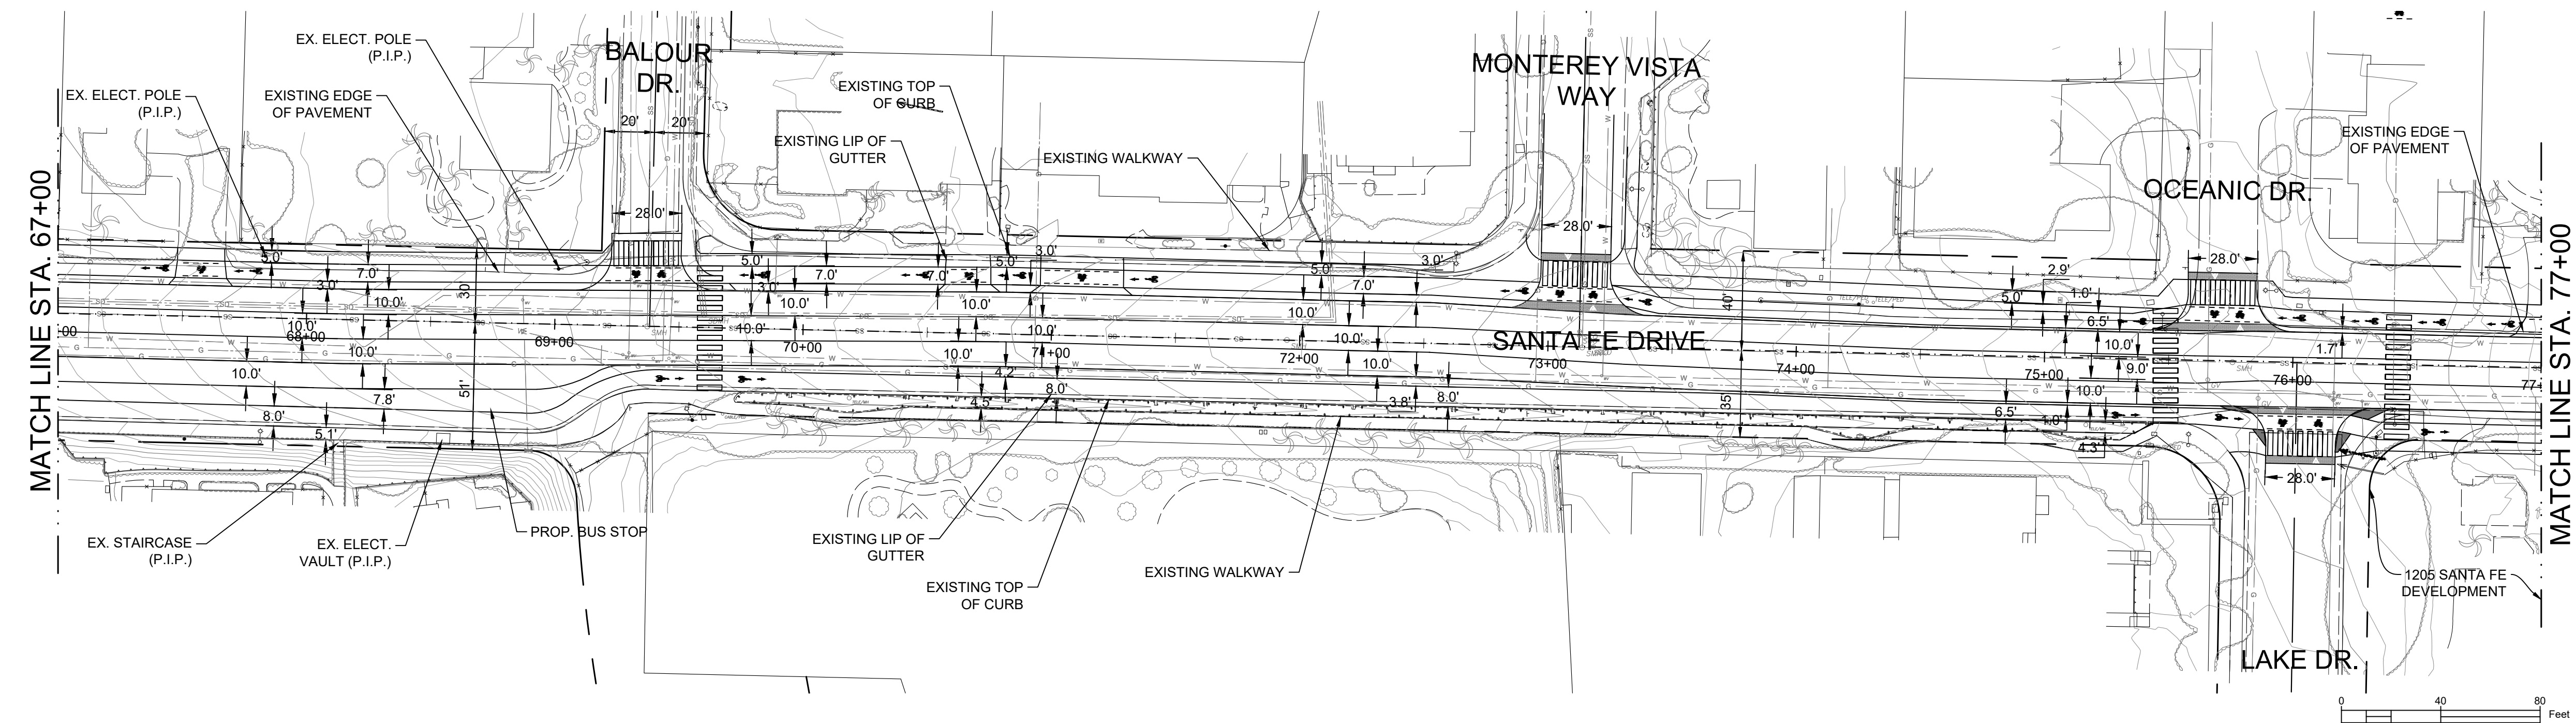 MATCH LINE STA. 67+00
EX. ELECT. POLE
(P.I.P.)
EX. ELECT. POLE
(P.I.P.)
EXISTING EDGE
OF PAVEMENT
BALOUR
DR.
20'
20'
28.0'
EXISTING TOP
OF CURB
EXISTING LIP OF
GUTTER
EXISTING WALKWAY
MONTEREY VISTA
WAY
28.0'
OCEANIC DR.
28.0'
EXISTING EDGE
OF PAVEMENT
MATCH LINE STA. 77+00
5.0'
3.0'
7.0'
10.0'
30'
5.0'
3.0'
7.0'
10.0'
7.0'
10.0'
5.0'
3.0'
5.0'
7.0'
3.0'
40'
5.0'
2.9'
1.0'
6.5'
10.0'
9.0'
1.7'
10.0'
10.0'
10.0'
10.0'
10.0'
10.0'
10.0'
10.0'
10.0'
10.0'
SANTA FE DRIVE
00
68+00
69+00
70+00
71+00
72+00
73+00
74+00
75+00
76+00
77+
8.0'
5.1'
7.8'
51'
4.5'
4.2'
8.0'
3.8'
8.0'
35'
6.5'
1.0'
4.3'
28.0'
SMH
SMH
TELE/PED
TELE/PED
EX. STAIRCASE
(P.I.P.)
EX. ELECT.
VAULT (P.I.P.)
PROP. BUS STOP
EXISTING LIP OF
GUTTER
EXISTING TOP
OF CURB
EXISTING WALKWAY
1205 SANTA FE
DEVELOPMENT
LAKE DR.
0 40 80
Feet